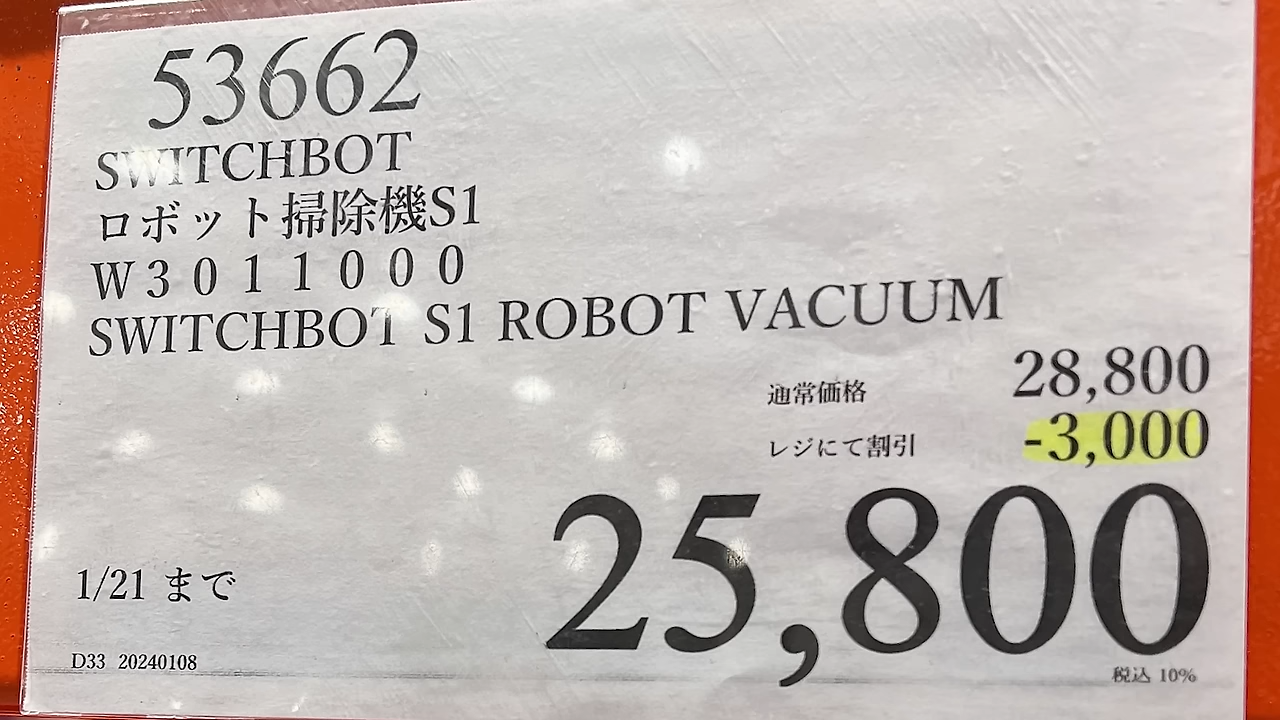 53662
SWITCHBOT
ロボット掃除機S1
W3011000
SWITCHBOT S1 ROBOT VACUUM
通常価格 28,800
レジにて割引 -3,000
25,800
1/21 まで
D33 20240108
税込 10%